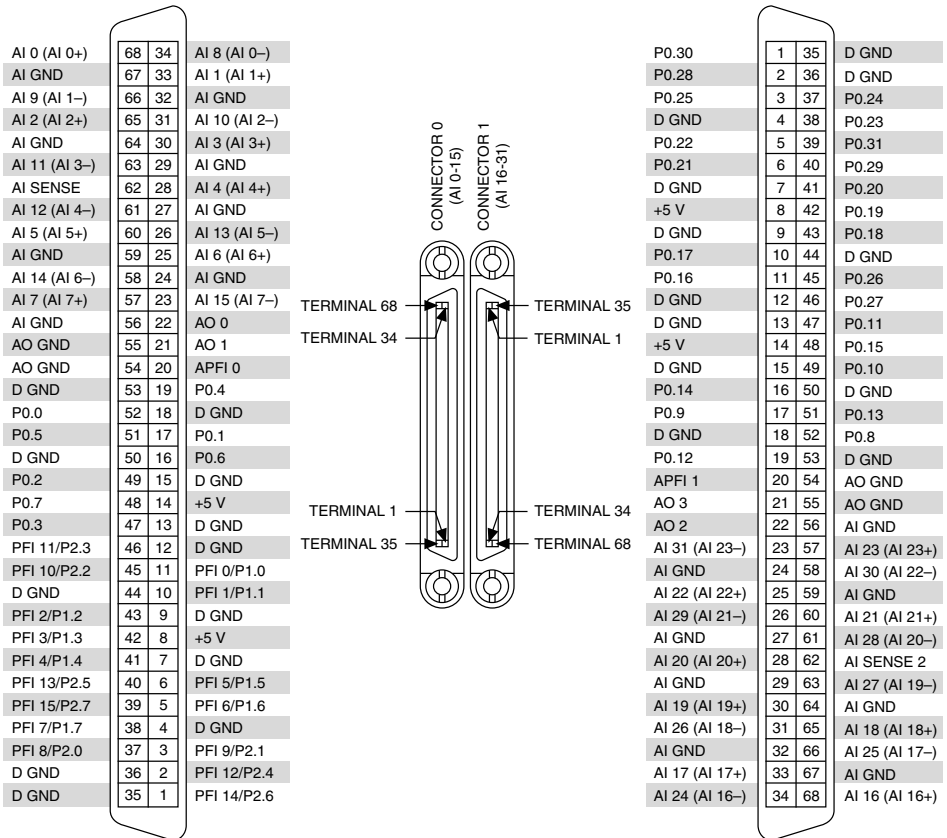 AI 0 (AI 0+) 68 34 AI 8 (AI 0–)
AI GND 67 33 AI 1 (AI 1+)
AI 9 (AI 1–) 66 32 AI GND
AI 2 (AI 2+) 65 31 AI 10 (AI 2–)
AI GND 64 30 AI 3 (AI 3+)
AI 11 (AI 3–) 63 29 AI GND
AI SENSE 62 28 AI 4 (AI 4+)
AI 12 (AI 4–) 61 27 AI GND
AI 5 (AI 5+) 60 26 AI 13 (AI 5–)
AI GND 59 25 AI 6 (AI 6+)
AI 14 (AI 6–) 58 24 AI GND
AI 7 (AI 7+) 57 23 AI 15 (AI 7–)
AI GND 56 22 AO 0
AO GND 55 21 AO 1
AO GND 54 20 APFI 0
D GND 53 19 P0.4
P0.0 52 18 D GND
P0.5 51 17 P0.1
D GND 50 16 P0.6
P0.2 49 15 D GND
P0.7 48 14 +5 V
P0.3 47 13 D GND
PFI 11/P2.3 46 12 D GND
PFI 10/P2.2 45 11 PFI 0/P1.0
D GND 44 10 PFI 1/P1.1
PFI 2/P1.2 43 9 D GND
PFI 3/P1.3 42 8 +5 V
PFI 4/P1.4 41 7 D GND
PFI 13/P2.5 40 6 PFI 5/P1.5
PFI 15/P2.7 39 5 PFI 6/P1.6
PFI 7/P1.7 38 4 D GND
PFI 8/P2.0 37 3 PFI 9/P2.1
D GND 36 2 PFI 12/P2.4
D GND 35 1 PFI 14/P2.6
CONNECTOR 0
(AI 0-15)
CONNECTOR 1
(AI 16-31)
TERMINAL 68
TERMINAL 34
TERMINAL 35
TERMINAL 1
TERMINAL 1
TERMINAL 35
TERMINAL 34
TERMINAL 68
P0.30 1 35 D GND
P0.28 2 36 D GND
P0.25 3 37 P0.24
D GND 4 38 P0.23
P0.22 5 39 P0.31
P0.21 6 40 P0.29
D GND 7 41 P0.20
+5 V 8 42 P0.19
D GND 9 43 P0.18
P0.17 10 44 D GND
P0.16 11 45 P0.26
D GND 12 46 P0.27
D GND 13 47 P0.11
+5 V 14 48 P0.15
D GND 15 49 P0.10
P0.14 16 50 D GND
P0.9 17 51 P0.13
D GND 18 52 P0.8
P0.12 19 53 D GND
APFI 1 20 54 AO GND
AO 3 21 55 AO GND
AO 2 22 56 AI GND
AI 31 (AI 23–) 23 57 AI 23 (AI 23+)
AI GND 24 58 AI 30 (AI 22–)
AI 22 (AI 22+) 25 59 AI GND
AI 29 (AI 21–) 26 60 AI 21 (AI 21+)
AI GND 27 61 AI 28 (AI 20–)
AI 20 (AI 20+) 28 62 AI SENSE 2
AI GND 29 63 AI 27 (AI 19–)
AI 19 (AI 19+) 30 64 AI GND
AI 26 (AI 18–) 31 65 AI 18 (AI 18+)
AI GND 32 66 AI 25 (AI 17–)
AI 17 (AI 17+) 33 67 AI GND
AI 24 (AI 16–) 34 68 AI 16 (AI 16+)